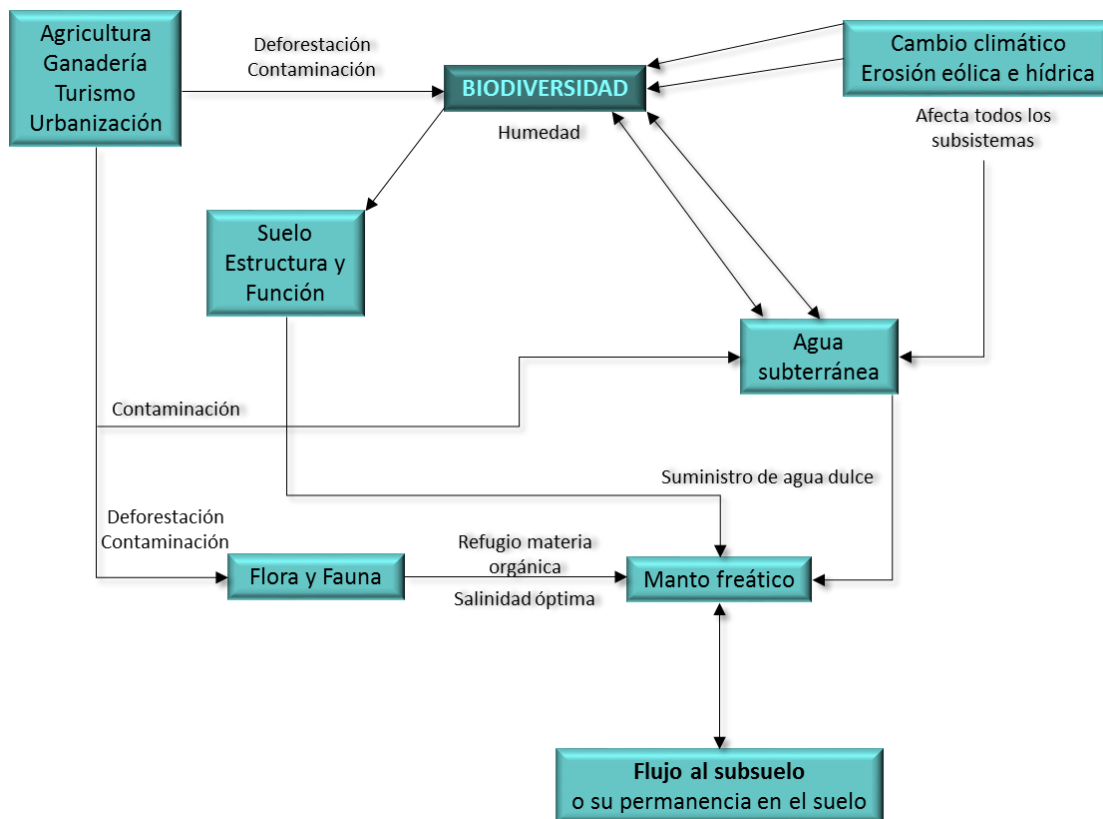 Agricultura
Ganadería
Turismo
Urbanización
Deforestación
Contaminación
BIODIVERSIDAD
Humedad
Cambio climático
Erosión eólica e hídrica
Afecta todos los
subsistemas
Suelo
Estructura y
Función
Agua
subterránea
Contaminación
Suministro de agua dulce
Deforestación
Contaminación
Flora y Fauna
Refugio materia
orgánica
Salinidad óptima
Manto freático
Flujo al subsuelo
o su permanencia en el suelo